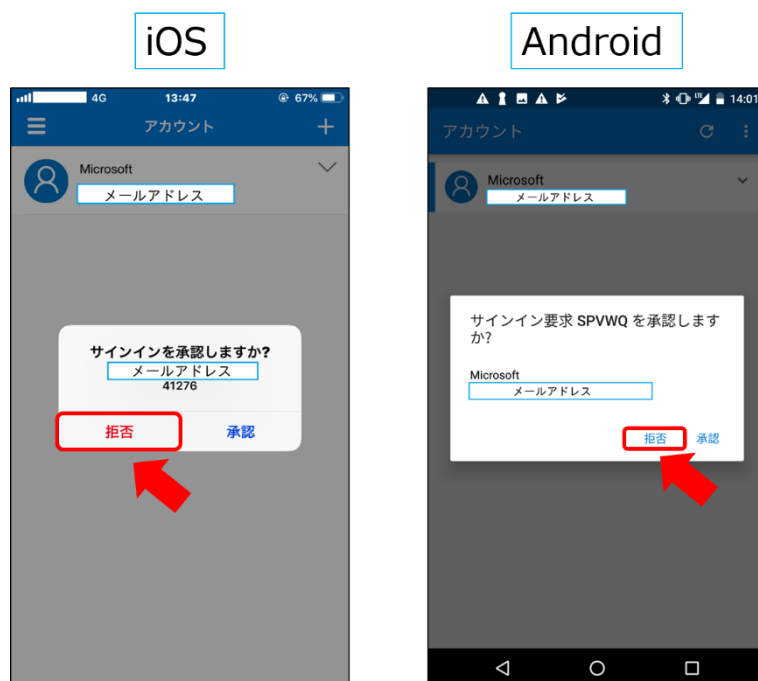 iOS
Android
4G 13:47 67%
アカウント
Microsoft
メールアドレス
サインインを承認しますか?
メールアドレス
41276
拒否 承認
LTE 14:01
アカウント
Microsoft
メールアドレス
サインイン要求 SPVWQ を承認します
か?
Microsoft
メールアドレス
拒否 承認